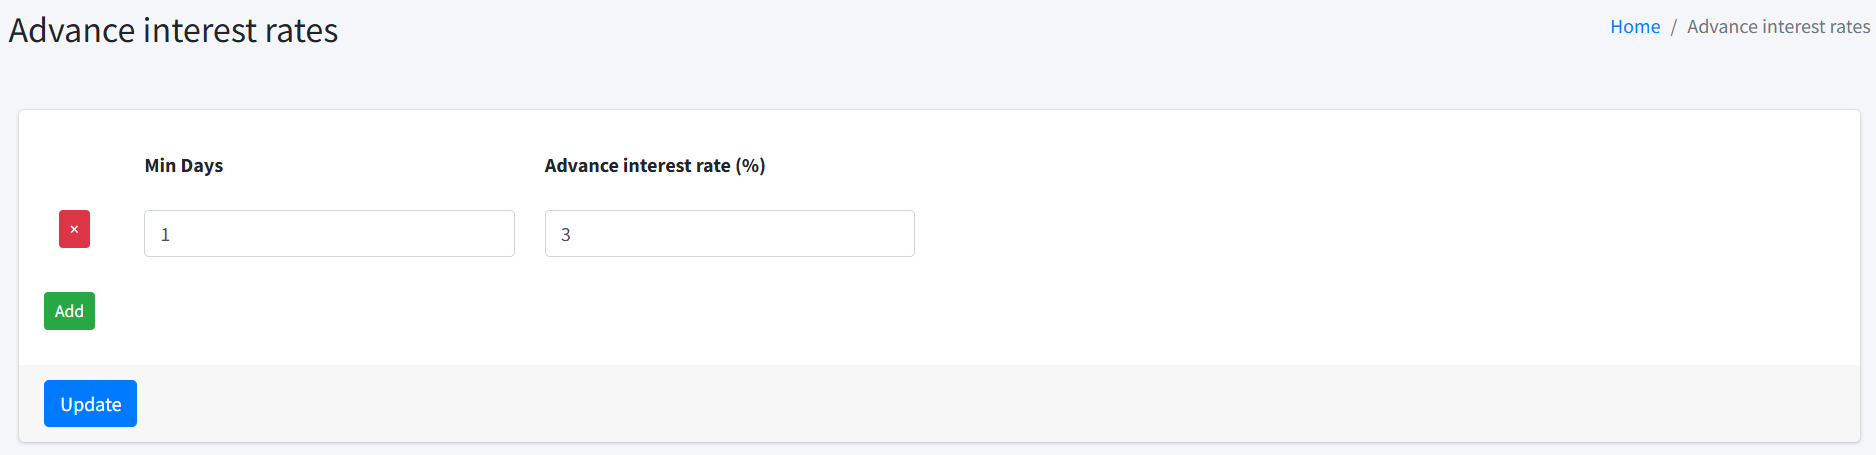 Advance interest rates
Home / Advance interest rates
Min Days
Advance interest rate (%)
×
1
3
Add
Update